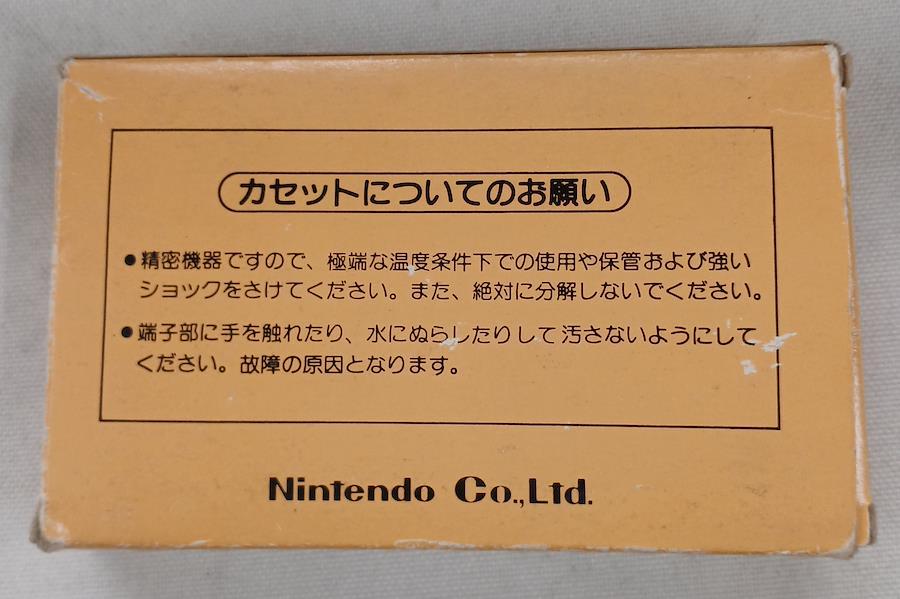 カセットについてのお願い
●精密機器ですので、極端な温度条件下での使用や保管および強い
ショックをさけてください。また、絶対に分解しないでください。
●端子部に手を触れたり、水にぬらしたりして汚さないようにして
ください。故障の原因となります。
Nintendo Co.,Ltd.